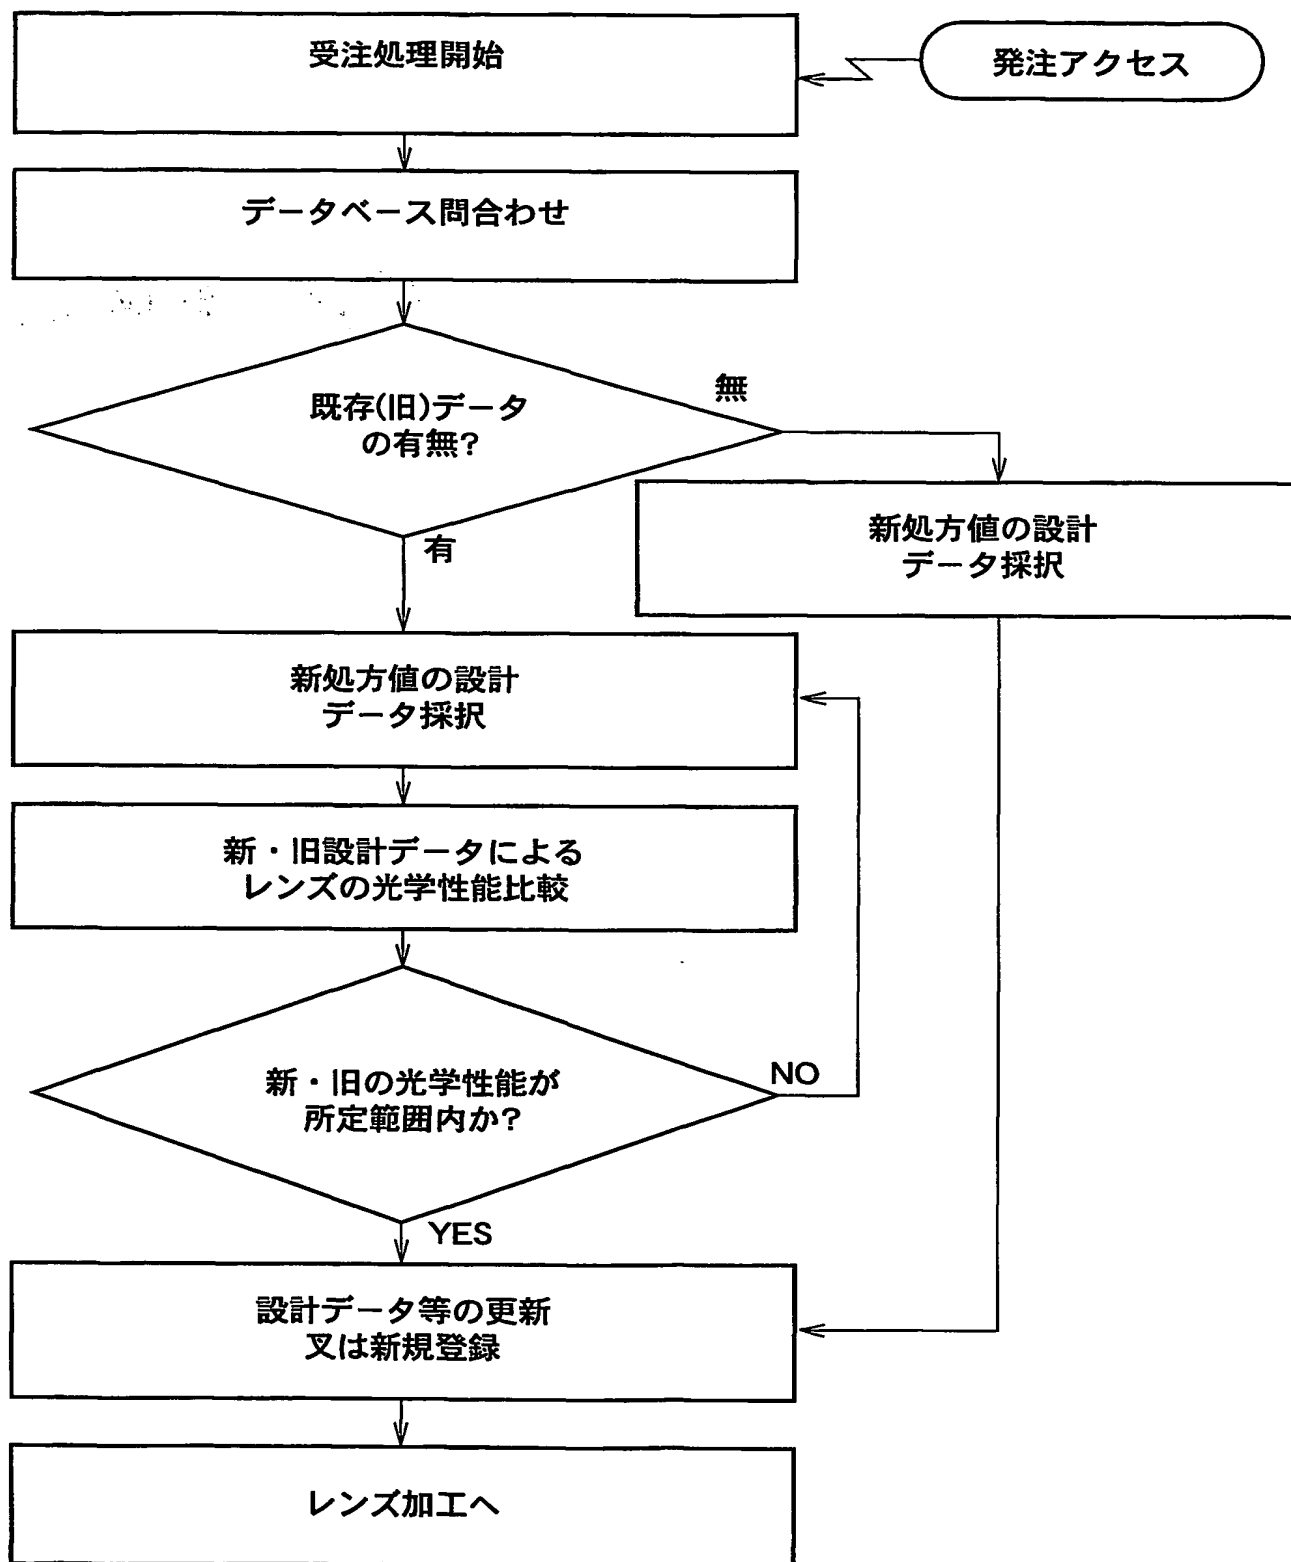 受注処理開始
発注アクセス
データベース問合わせ
既存(旧)データ
の有無?
無
有
新処方値の設計
データ採択
新処方値の設計
データ採択
新・旧設計データによる
レンズの光学性能比較
新・旧の光学性能が
所定範囲内か?
NO
YES
設計データ等の更新
叉は新規登録
レンズ加工へ